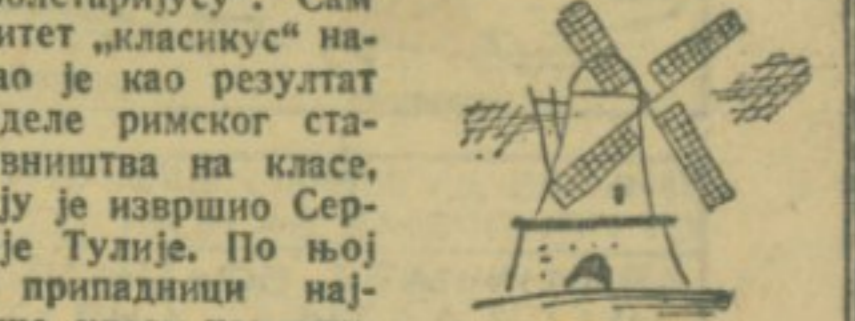 сам
итет „класикус“ на-
ао је као резултат
деле римског ста-
вништва на класе,
ју је извршио Сер-
је Тулије. По њој
припадници нај-